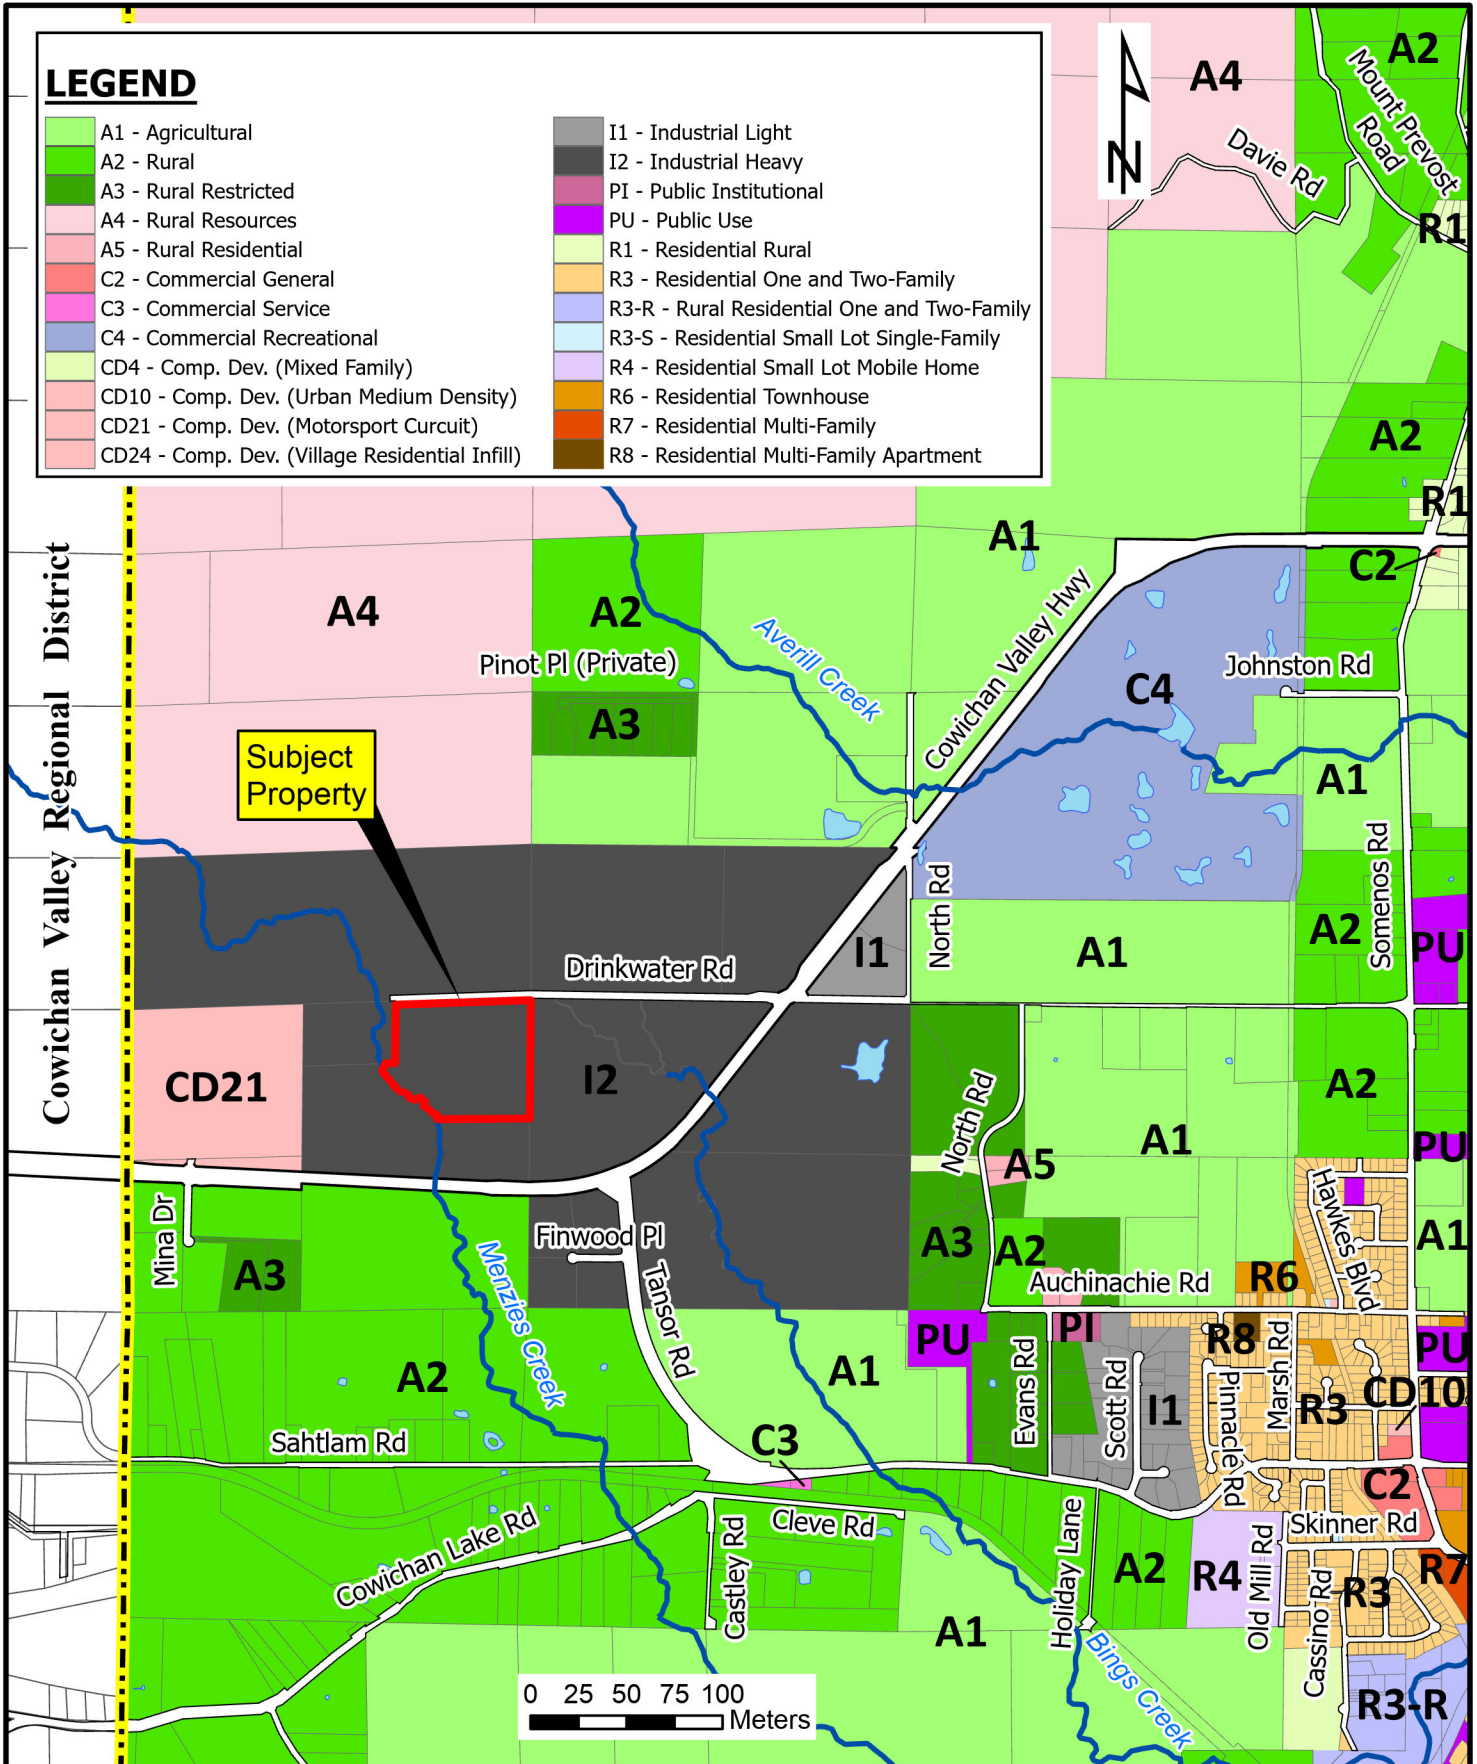 LEGEND
A1 - Agricultural
A2 - Rural
A3 - Rural Restricted
A4 - Rural Resources
A5 - Rural Residential
C2 - Commercial General
C3 - Commercial Service
C4 - Commercial Recreational
CD4 - Comp. Dev. (Mixed Family)
CD10 - Comp. Dev. (Urban Medium Density)
CD21 - Comp. Dev. (Motorsport Curcuit)
CD24 - Comp. Dev. (Village Residential Infill)
I1 - Industrial Light
I2 - Industrial Heavy
PI - Public Institutional
PU - Public Use
R1 - Residential Rural
R3 - Residential One and Two-Family
R3-R - Rural Residential One and Two-Family
R3-S - Residential Small Lot Single-Family
R4 - Residential Small Lot Mobile Home
R6 - Residential Townhouse
R7 - Residential Multi-Family
R8 - Residential Multi-Family Apartment
N
A4
A2
Mount Prevost
Road
Davie Rd
R1
A2
R1
A1
C2
Cowichan Valley Regional District
A4
A2
Pinot Pl (Private)
A3
Averill Creek
Cowichan Valley Hwy
C4
Johnston Rd
A1
Subject
Property
Somenos Rd
North Rd
I1
A1
A2
PU
Drinkwater Rd
CD21
I2
North Rd
A5
A1
A2
PU
Mina Dr
A3
Finwood Pl
Tansor Rd
Menzies Creek
A3
A2
Auchinachie Rd
R6
Hawkes Blvd
A1
A2
A1
PU
Evans Rd
PI
Scott Rd
I1
R8
Pinnacle Rd
Marsh Rd
R3
CD10
PU
Sahtlam Rd
C3
C2
Cowichan Lake Rd
Castley Rd
Cleve Rd
Holiday Lane
A2
R4
Old Mill Rd
Skinner Rd
Cassino Rd
R3
R7
A1
Bings Creek
R3-R
0 25 50 75 100
Meters